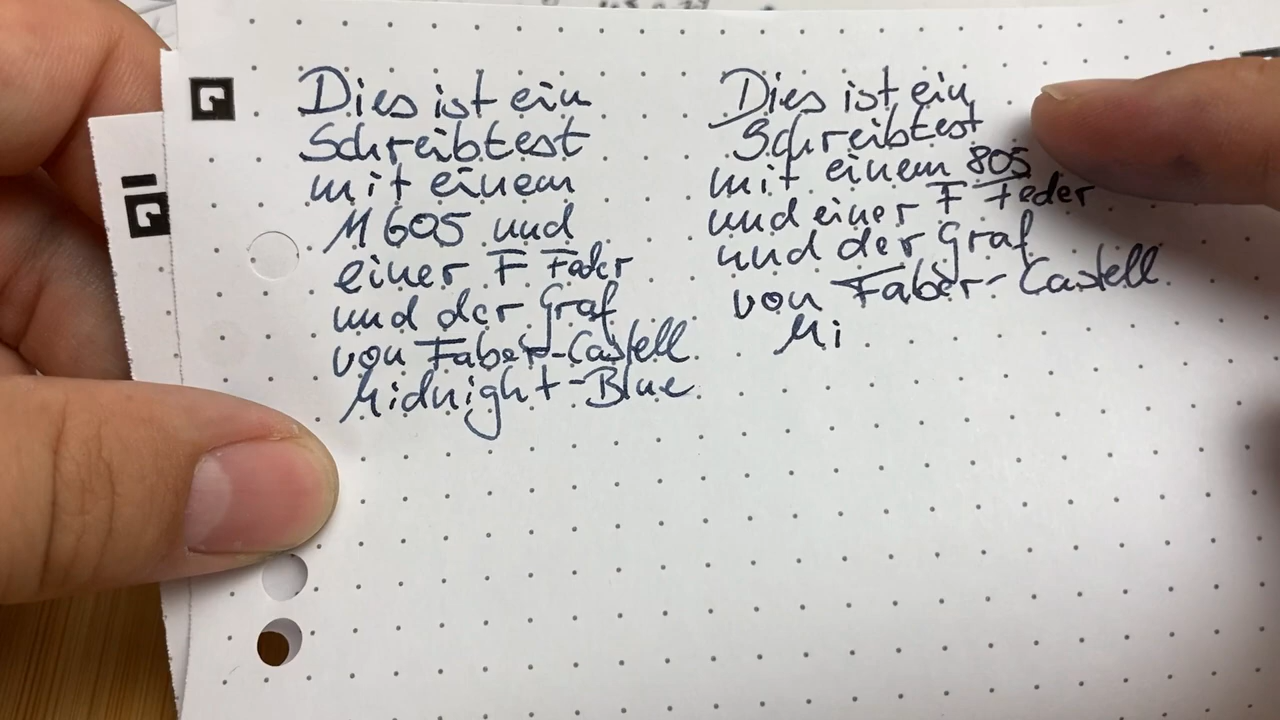 Dies ist ein
Schreibtest
mit einem
M605 und
einer F Feder
und der Graf
von Faber-Castell
Midnight-Blue
Dies ist ein
Schreibtest
mit einem 805
und einer F Feder
und der Graf
von Faber-Castell
Mi